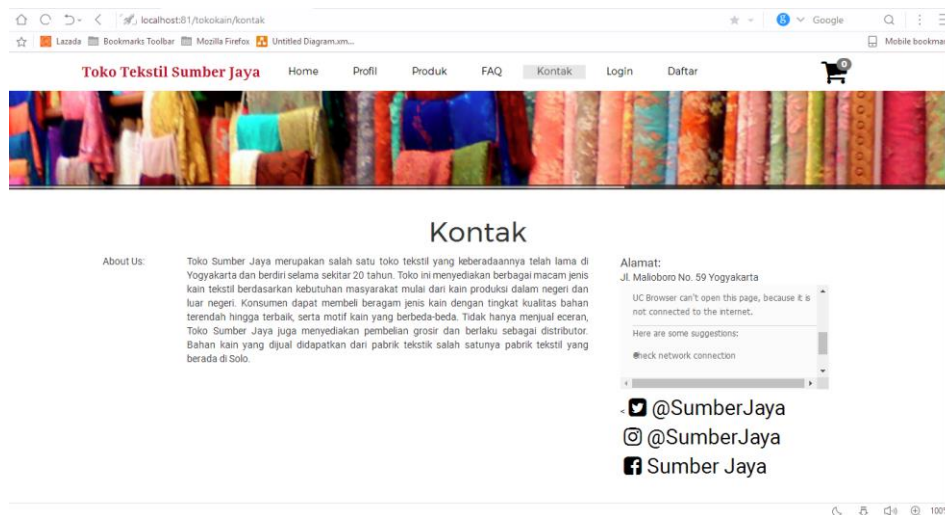 localhost:81/tokokain/kontak
Google
Lazada Bookmarks Toolbar Mozilla Firefox Untitled Diagram.xm...
Mobile bookmar
Toko Tekstil Sumber Jaya Home Profil Produk FAQ Kontak Login Daftar 0
Kontak
About Us:
Toko Sumber Jaya merupakan salah satu toko tekstil yang keberadaannya telah lama di
Yogyakarta dan berdiri selama sekitar 20 tahun. Toko ini menyediakan berbagai macam jenis
kain tekstil berdasarkan kebutuhan masyarakat mulai dari kain produksi dalam negeri dan
luar negeri. Konsumen dapat membeli beragam jenis kain dengan tingkat kualitas bahan
terendah hingga terbaik, serta motif kain yang berbeda-beda. Tidak hanya menjual eceran,
Toko Sumber Jaya juga menyediakan pembelian grosir dan berlaku sebagai distributor.
Bahan kain yang dijual didapatkan dari pabrik tekstik salah satunya pabrik tekstil yang
berada di Solo.
Alamat:
Jl. Malioboro No. 59 Yogyakarta
UC Browser can't open this page, because it is
not connected to the internet.
Here are some suggestions:
Check network connection
< @SumberJaya
@SumberJaya
Sumber Jaya